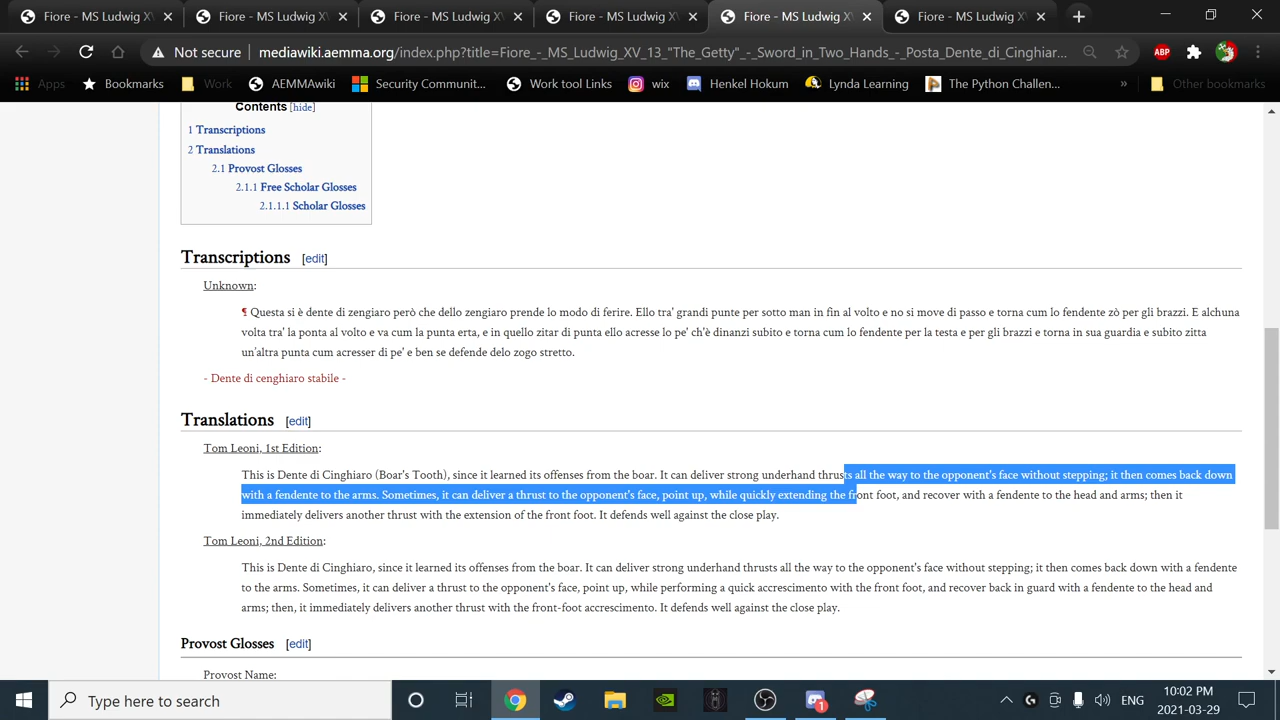 Fiore - MS Ludwig X
Fiore - MS Ludwig X
Fiore - MS Ludwig X
Fiore - MS Ludwig X
Fiore - MS Ludwig X
Fiore - MS Ludwig X
Not secure
mediawiki.aemma.org/index.php?title=Fiore_-_MS_Ludwig_XV_13_"The_Getty"_-_Sword_in_Two_Hands_-_Posta_Dente_di_Cinghiar...
ABP
Apps
Bookmarks
Work
AEMMAwiki
Security Communit...
Work tool Links
wix
Henkel Hokum
Lynda Learning
The Python Challen...
»
Other bookmarks
Contents [hide]
1 Transcriptions
2 Translations
2.1 Provost Glosses
2.1.1 Free Scholar Glosses
2.1.1.1 Scholar Glosses
Transcriptions [edit]
Unknown:
¶ Questa si è dente di zengiaro però che dello zengiaro prende lo modo di ferire. Ello tra' grandi punte per sotto man in fin al volto e no si move di passo e torna cum lo fendente zò per gli brazzi. E alchuna
volta tra' la ponta al volto e va cum la punta erta, e in quello zitar di punta ello acresse lo pe' ch'è dinanzi subito e torna cum lo fendente per la testa e per gli brazzi e torna in sua guardia e subito zitta
un'altra punta cum acresser di pe' e ben se defende delo zogo stretto.
- Dente di cenghiaro stabile -
Translations [edit]
Tom Leoni, 1st Edition:
This is Dente di Cinghiaro (Boar's Tooth), since it learned its offenses from the boar. It can deliver strong underhand thrusts all the way to the opponent's face without stepping; it then comes back down
with a fendente to the arms. Sometimes, it can deliver a thrust to the opponent's face, point up, while quickly extending the front foot, and recover with a fendente to the head and arms; then it
immediately delivers another thrust with the extension of the front foot. It defends well against the close play.
Tom Leoni, 2nd Edition:
This is Dente di Cinghiaro, since it learned its offenses from the boar. It can deliver strong underhand thrusts all the way to the opponent's face without stepping; it then comes back down with a fendente
to the arms. Sometimes, it can deliver a thrust to the opponent's face, point up, while performing a quick accrescimento with the front foot, and recover back in guard with a fendente to the head and
arms; then, it immediately delivers another thrust with the front-foot accrescimento. It defends well against the close play.
Provost Glosses [edit]
Provost Name:
Type here to search
1
ENG
10:02 PM
2021-03-29